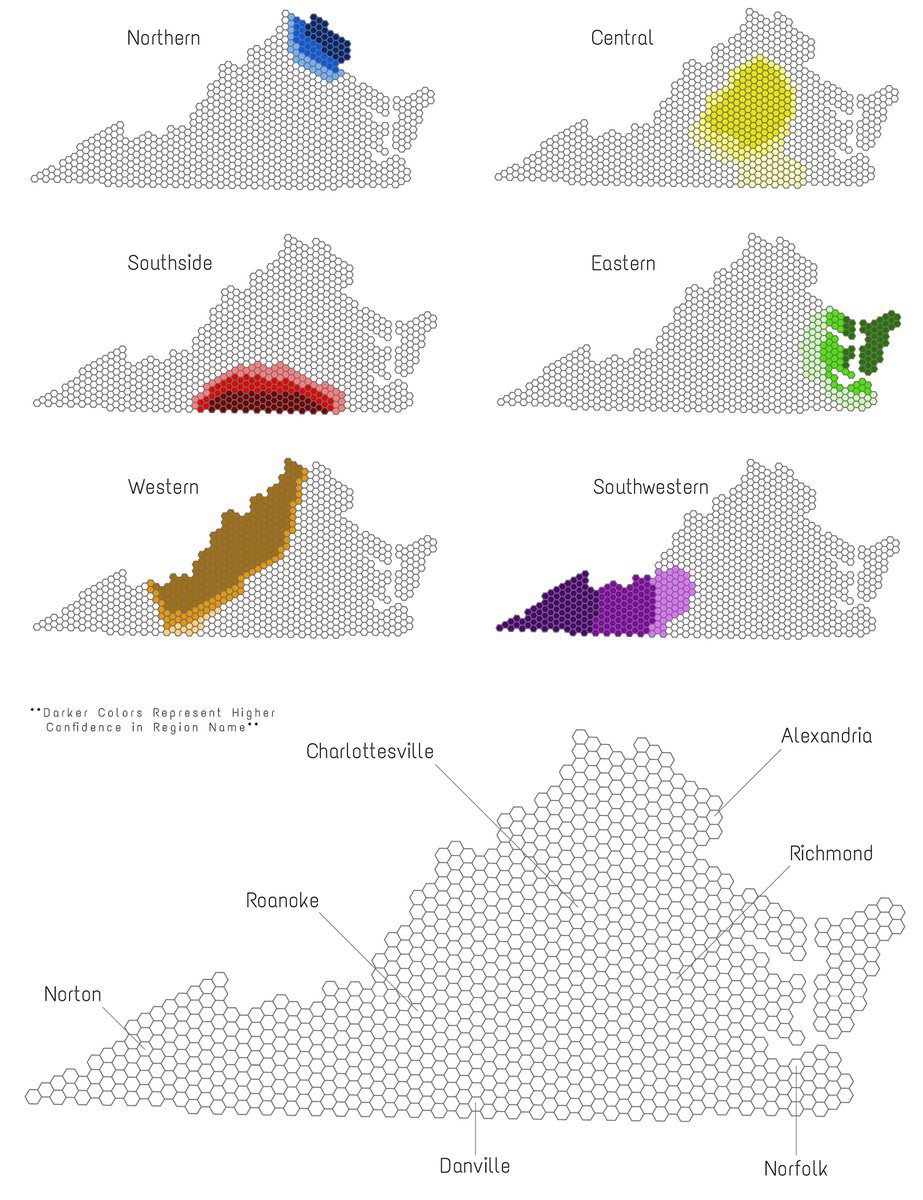 Northern
Central
Southside
Eastern
Western
Southwestern
**Darker Colors Represent Higher
Confidence in Region Name**
Alexandria
Charlottesville
Richmond
Roanoke
Norton
Danville
Norfolk